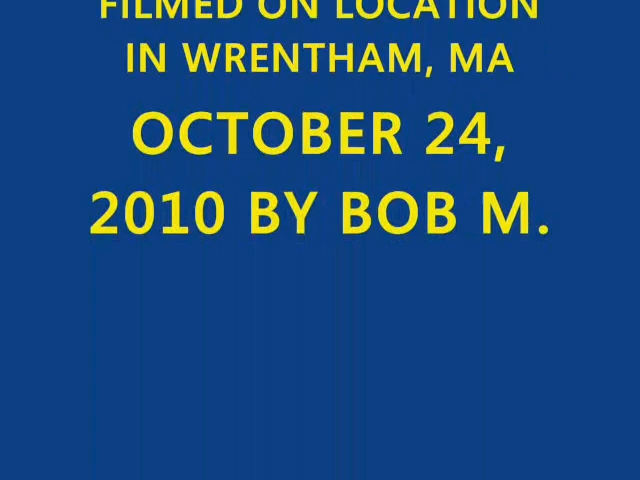 FILMED ON LOCATION
IN WRENTHAM, MA
OCTOBER 24,
2010 BY BOB M.